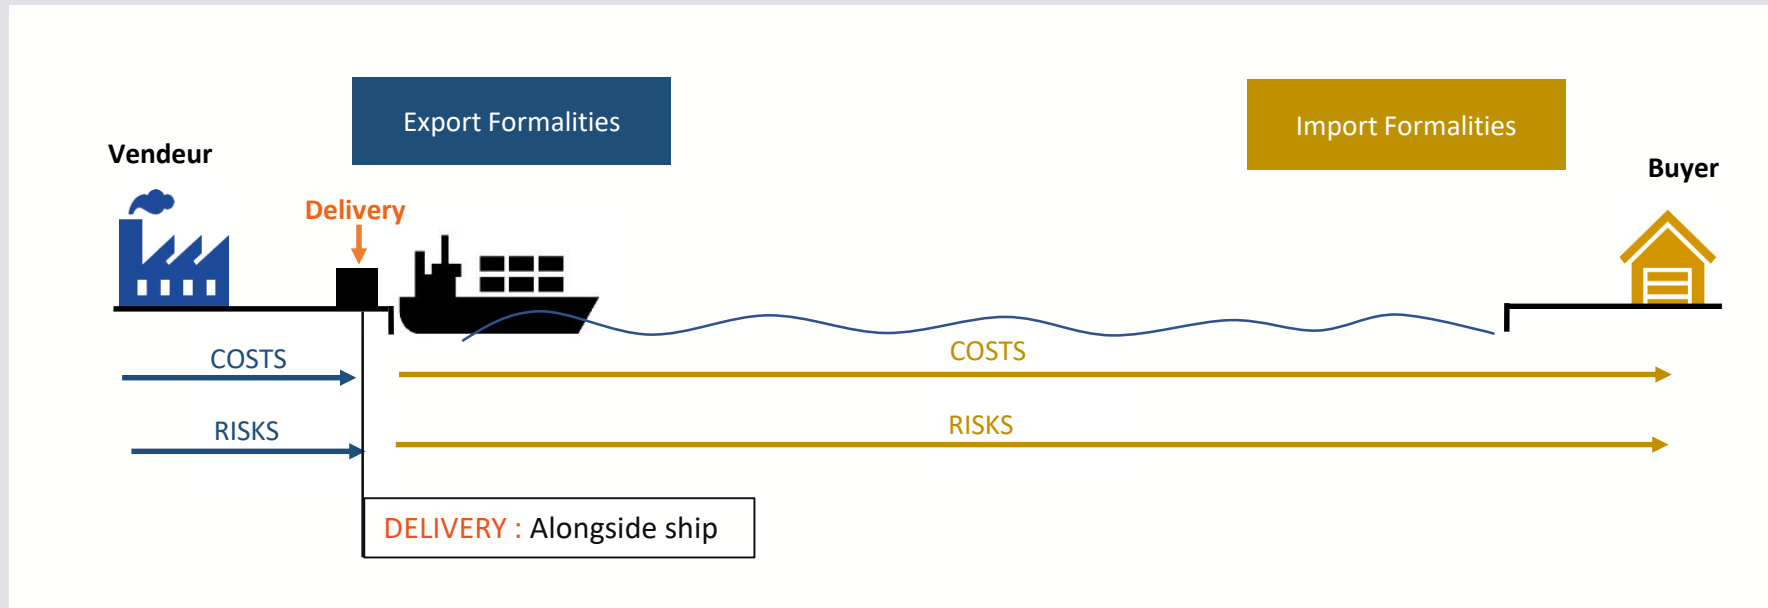 Export Formalities
Import Formalities
Vendeur
Buyer
Delivery
COSTS
COSTS
RISKS
RISKS
DELIVERY : Alongside ship